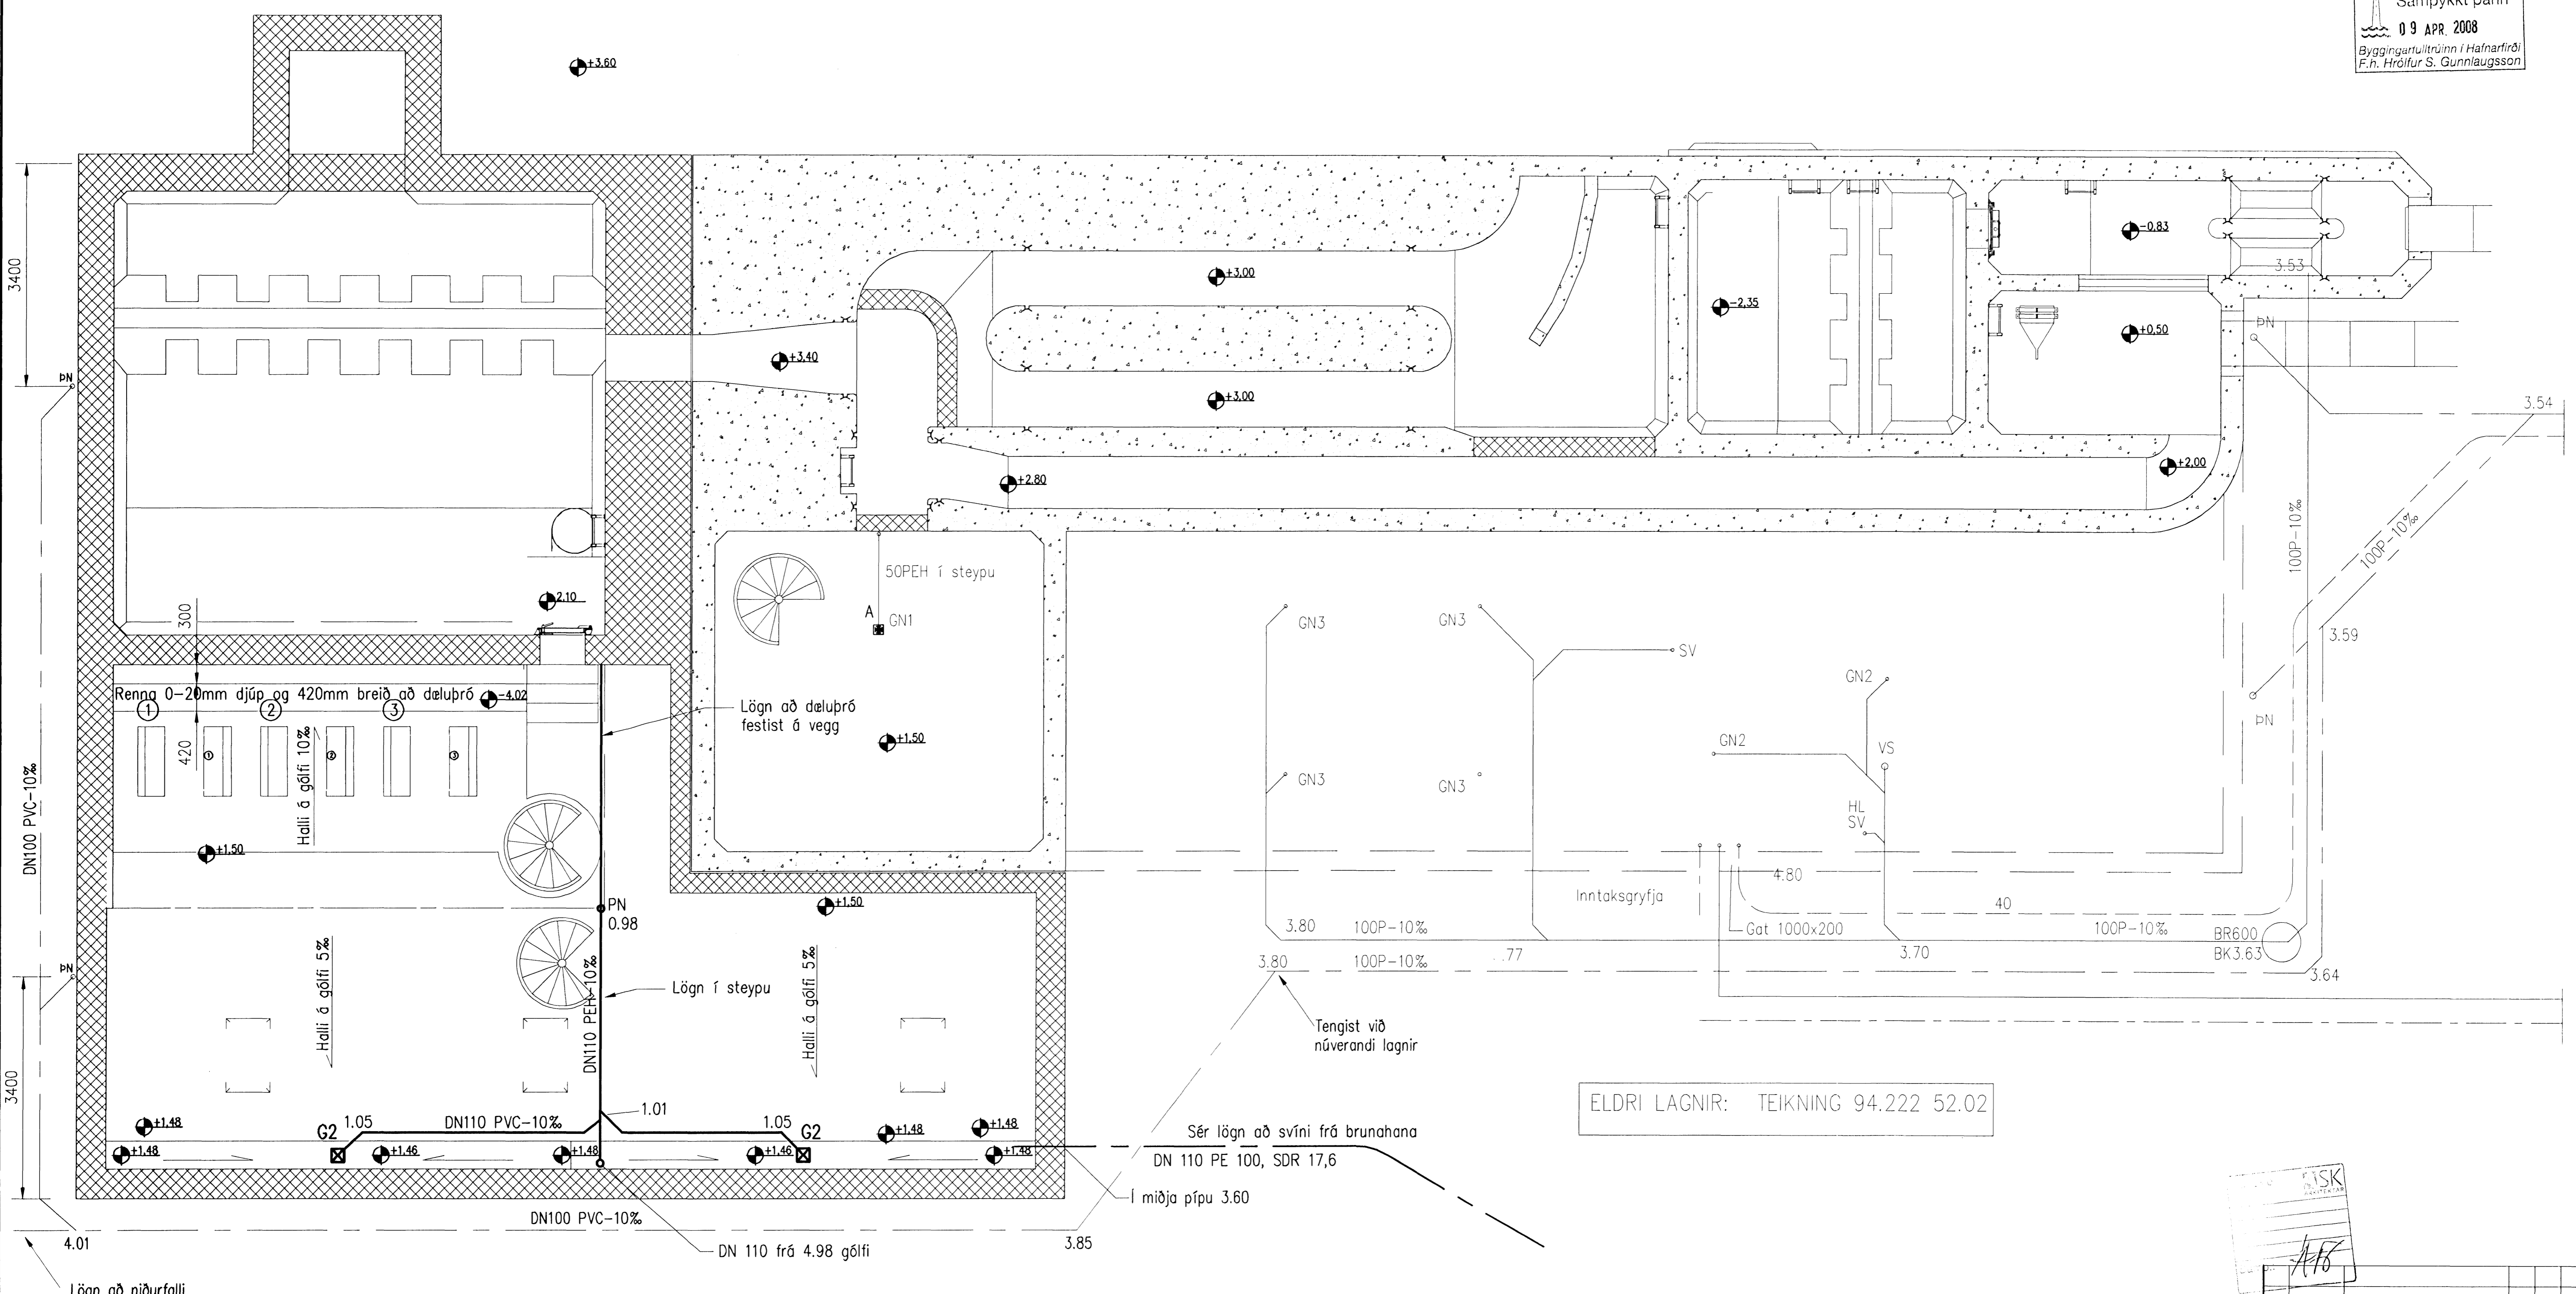 Samþykkt þann
09 APR. 2008
Byggingarfulltrúinn í Hafnarfirði
F.h. Hrólfur S. Gunnlaugsson
+3,60
3400
-0,83
3.53
+3,00
-2,35
+0,50
ÞN
+3,40
ÞN
+3,00
3.54
+2,00
+2,80
100P-10‰
100P-10‰
50PEH í steypu
2,10
300
A
GN1
GN3
GN3
3.59
SV
GN2
Renna 0-20mm djúp og 420mm breið að dæluþró
-4.02
1
2
3
Lögn að dæluþró
festist á vegg
ÞN
420
Halli á gólfi 10‰
1
2
3
+1,50
GN2
VS
GN3
GN3
DN100 PVC-10‰
HL
SV
+1,50
4.80
Inntaksgryfja
40
PN
0.98
+1,50
3.80
100P-10‰
Gat 1000x200
100P-10‰
BR600
BK3.63
.77
3.70
3.80
100P-10‰
3.64
ÞN
Halli á gólfi 5‰
DN110 PEH-10‰
Lögn í steypu
Halli á gólfi 5‰
Tengist við
núverandi lagnir
3400
ELDRI LAGNIR: TEIKNING 94.222 52.02
1.01
+1,48
1.05
DN110 PVC-10‰
1.05
+1,48
+1,48
G2
G2
Sér lögn að svíni frá brunahana
DN 110 PE 100, SDR 17,6
+1,48
+1,46
+1,48
+1,46
+1,48
Í miðja pípu 3.60
DN100 PVC-10‰
4.01
3.85
DN 110 frá 4.98 gólfi
Lögn að niðurfalli
ASK
ARKITEKTAR